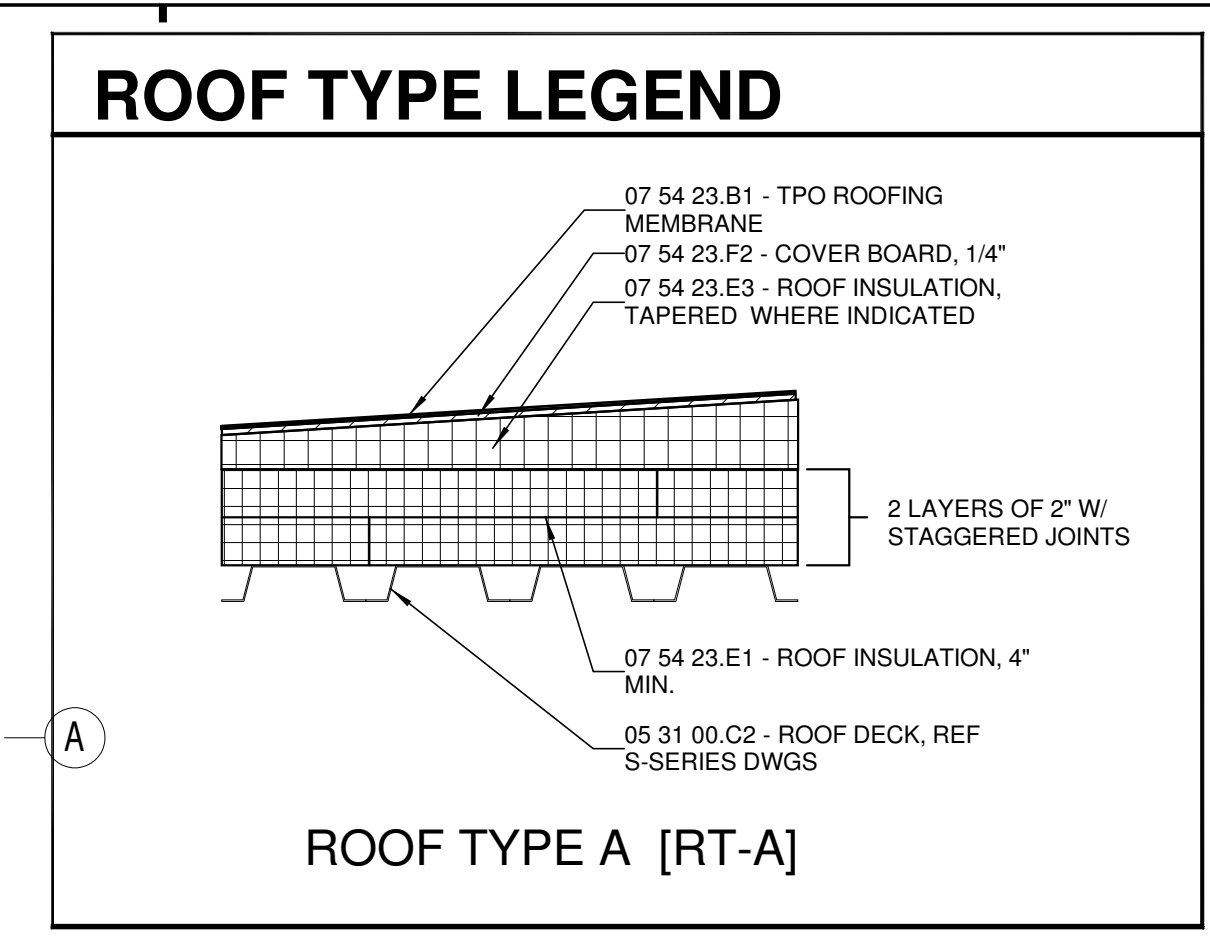 ROOF TYPE LEGEND
07 54 23.B1 - TPO ROOFING
MEMBRANE
07 54 23.F2 - COVER BOARD, 1/4"
07 54 23.E3 - ROOF INSULATION,
TAPERED  WHERE INDICATED
2 LAYERS OF 2" W/
STAGGERED JOINTS
07 54 23.E1 - ROOF INSULATION, 4"
MIN.
05 31 00.C2 - ROOF DECK, REF
S-SERIES DWGS
A
ROOF TYPE A  [RT-A]